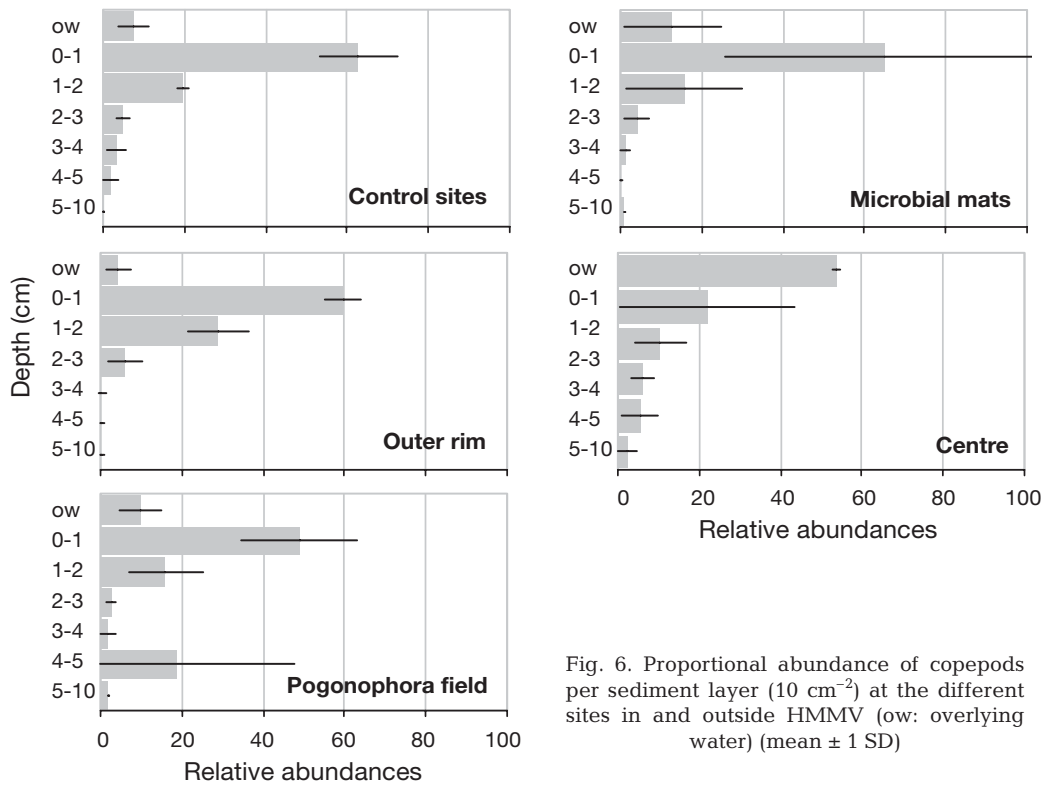 ow
0-1
1-2
2-3
3-4
4-5
5-10
Control sites
ow
0-1
1-2
2-3
3-4
4-5
5-10
Microbial mats
Depth (cm)
ow
0-1
1-2
2-3
3-4
4-5
5-10
Outer rim
ow
0-1
1-2
2-3
3-4
4-5
5-10
Centre
0 20 40 60 80 100
Relative abundances
ow
0-1
1-2
2-3
3-4
4-5
5-10
Pogonophora field
0 20 40 60 80 100
Relative abundances
Fig. 6. Proportional abundance of copepods
per sediment layer (10 cm⁻²) at the different
sites in and outside HMMV (ow: overlying
water) (mean ± 1 SD)